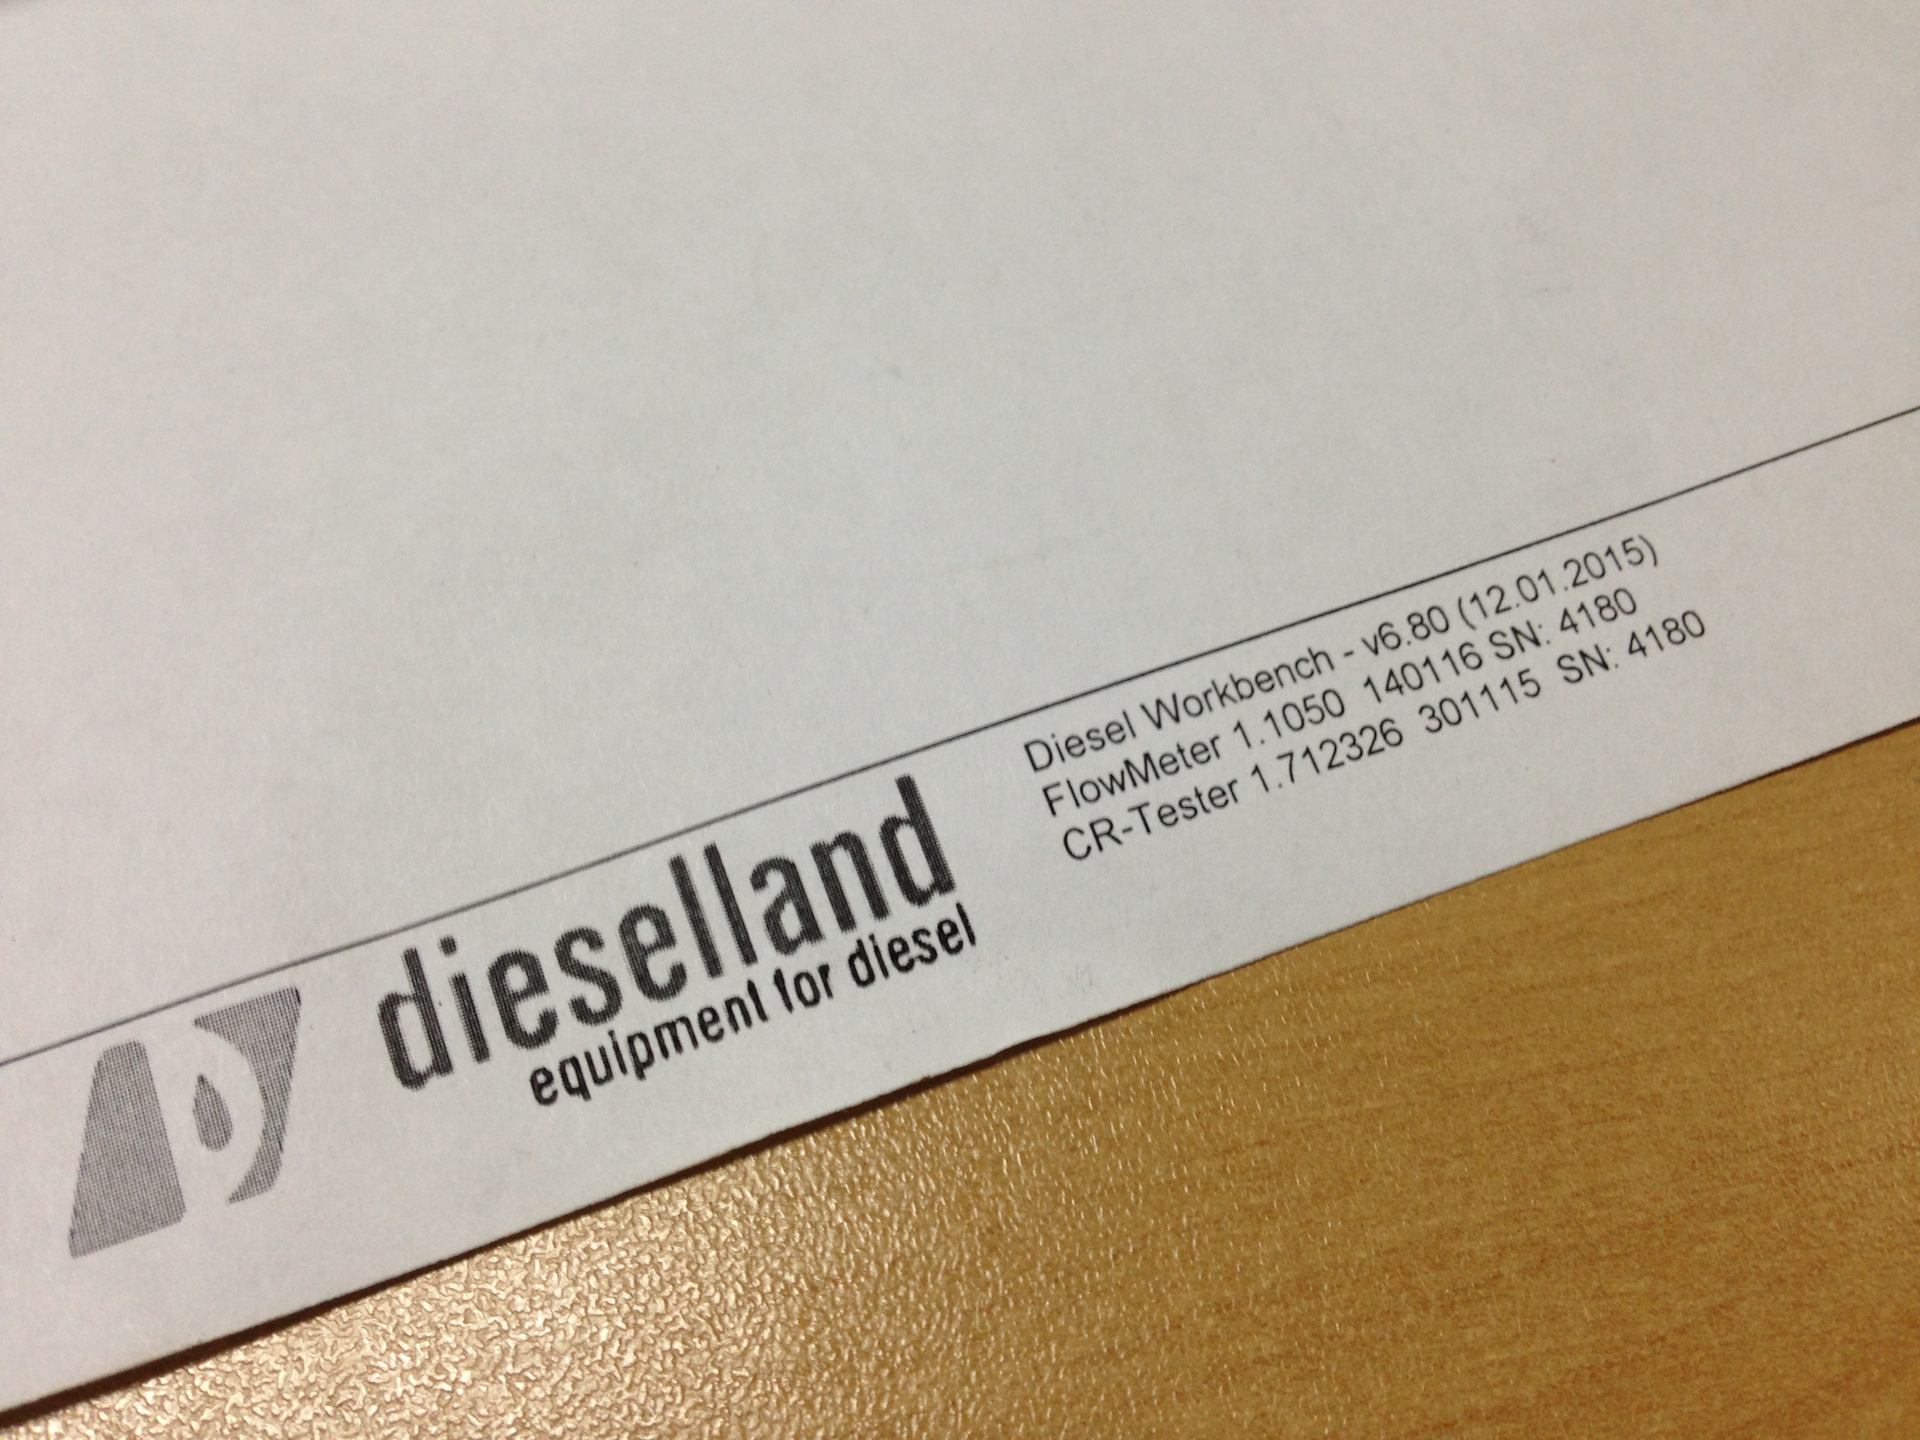 dieselland
equipment for diesel
Diesel Workbench - v6.80 (12.01.2015)
FlowMeter 1.1050 140116 SN: 4180
CR-Tester 1.712326 301115 SN: 4180